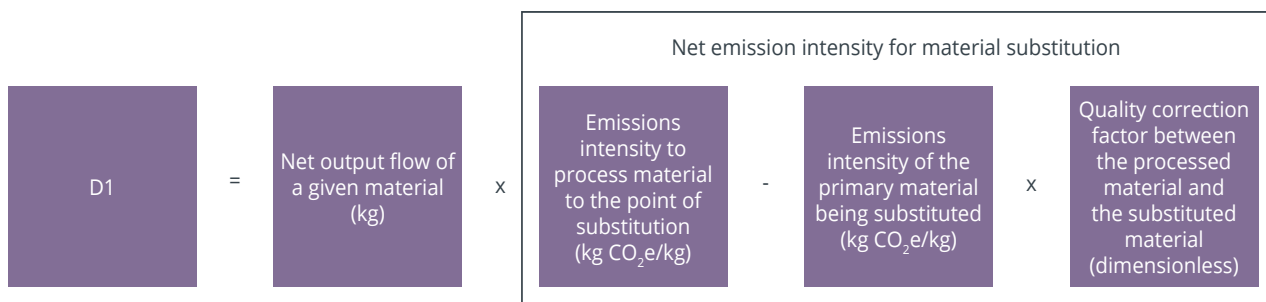 Net emission intensity for material substitution
D1
=
Net output flow of
a given material
(kg)
x
Emissions
intensity to
process material
to the point of
substitution
(kg CO₂e/kg)
-
Emissions
intensity of the
primary material
being substituted
(kg CO₂e/kg)
x
Quality correction
factor between
the processed
material and
the substituted
material
(dimensionless)